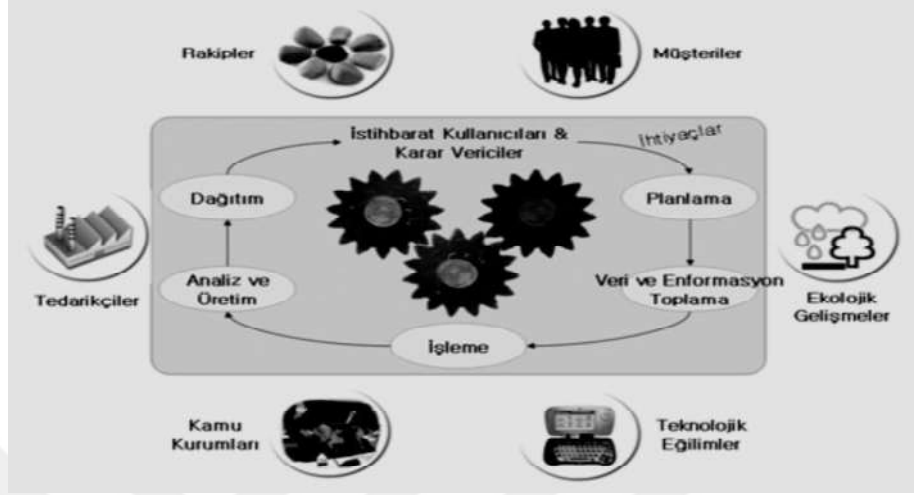 Rakipler
Müşteriler
İstihbarat Kullanıcıları &
Karar Vericiler
İhtiyaçlar
Dağıtım
Planlama
Tedarikçiler
Analiz ve
Üretim
Veri ve Enformasyon
Toplama
Ekolojik
Gelişmeler
İşleme
Kamu
Kurumları
Teknolojik
Eğilimler